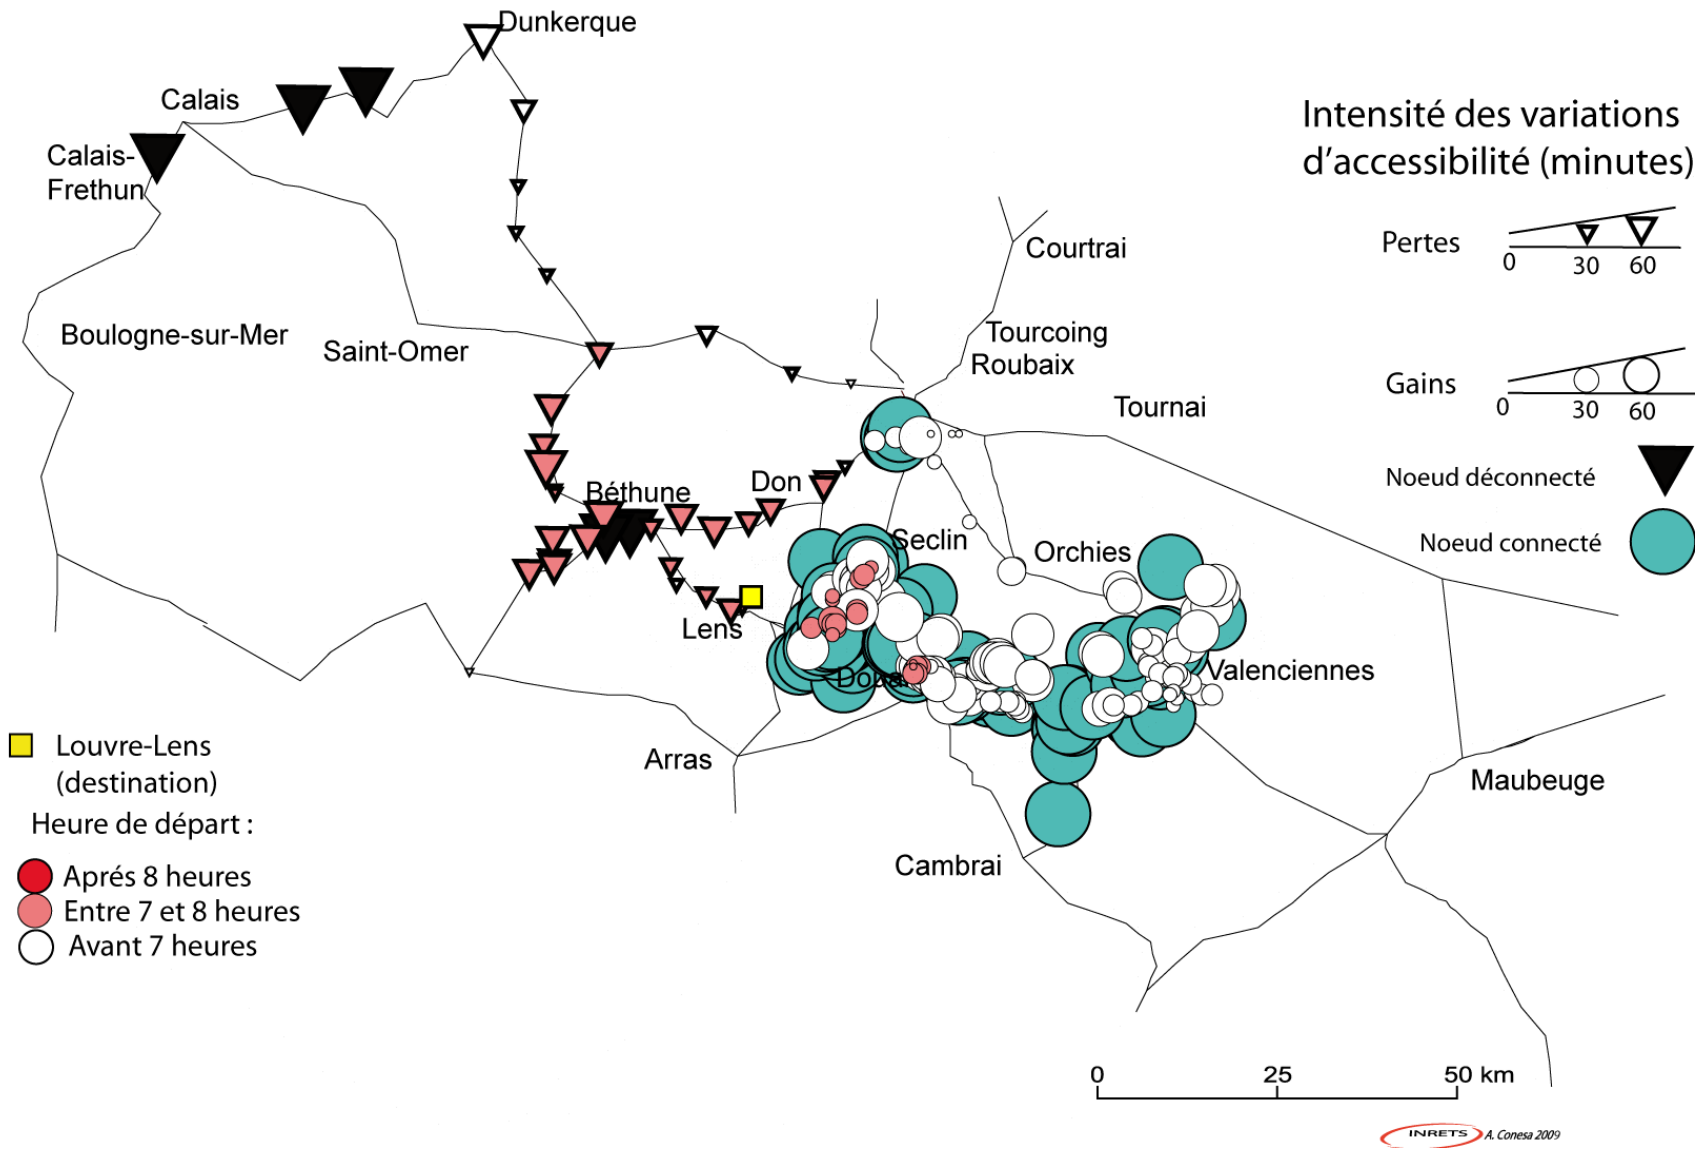 Dunkerque
Calais
Calais-
Frethun
Intensité des variations
d'accessibilité (minutes)
Pertes
0 30 60
Courtrai
Boulogne-sur-Mer
Saint-Omer
Tourcoing
Roubaix
Tournai
Gains
0 30 60
Noeud déconnecté
Noeud connecté
Béthune
Don
Seclin
Orchies
Lens
Douai
Valenciennes
Arras
Maubeuge
Cambrai
Louvre-Lens
(destination)
Heure de départ :
Aprés 8 heures
Entre 7 et 8 heures
Avant 7 heures
0 25 50 km
INRETS A. Conesa 2009